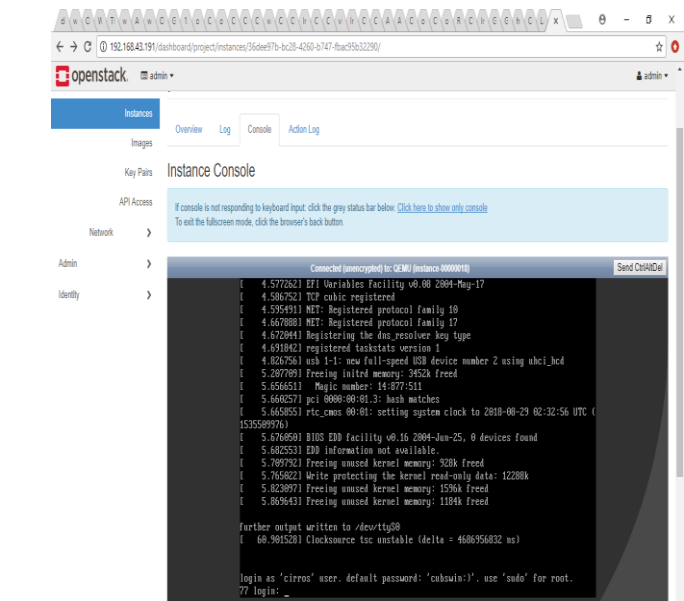 192.168.43.191/dashboard/project/instances/36dee97b-bc28-4260-b747-fbac95b32290/
openstack. admin
admin
Instances
Images
Key Pairs
API Access
Network
Admin
Identity
Overview Log Console Action Log
Instance Console
If console is not responding to keyboard input: click the grey status bar below. Click here to show only console
To exit the fullscreen mode, click the browser's back button.
Connected (unencrypted) to: QEMU (instance-00000018)
Send CtrlAltDel
[ 4.577262] EFI Variables Facility v0.08 2004-May-17
[ 4.586752] TCP cubic registered
[ 4.595491] NET: Registered protocol family 10
[ 4.667888] NET: Registered protocol family 17
[ 4.672044] Registering the dns_resolver key type
[ 4.691842] registered taskstats version 1
[ 4.826756] usb 1-1: new full-speed USB device number 2 using uhci_hcd
[ 5.207709] Freeing initrd memory: 3452k freed
[ 5.656651] Magic number: 14:877:511
[ 5.660257] pci 0000:00:01.3: hash matches
[ 5.665855] rtc_cmos 00:01: setting system clock to 2018-08-29 02:32:56 UTC (
1535509976)
[ 5.676050] BIOS EDD facility v0.16 2004-Jun-25, 0 devices found
[ 5.682553] EDD information not available.
[ 5.709792] Freeing unused kernel memory: 928k freed
[ 5.765022] Write protecting the kernel read-only data: 12288k
[ 5.823097] Freeing unused kernel memory: 1596k freed
[ 5.869643] Freeing unused kernel memory: 1184k freed
further output written to /dev/ttyS0
[ 60.901528] Clocksource tsc unstable (delta = 4686956832 ns)
login as 'cirros' user. default password: 'cubswin:)'. use 'sudo' for root.
?? login: _